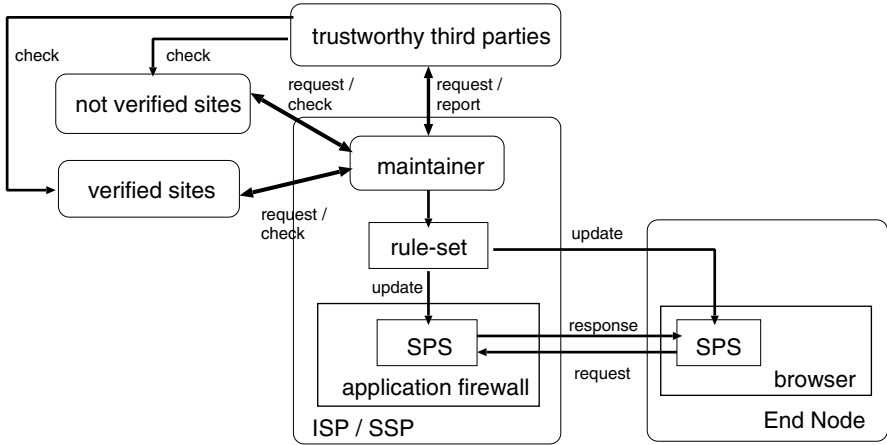 trustworthy third parties
check
check
request /
report
request /
check
not verified sites
maintainer
verified sites
request /
check
rule-set
update
update
SPS
response
SPS
request
application firewall
browser
ISP / SSP
End Node